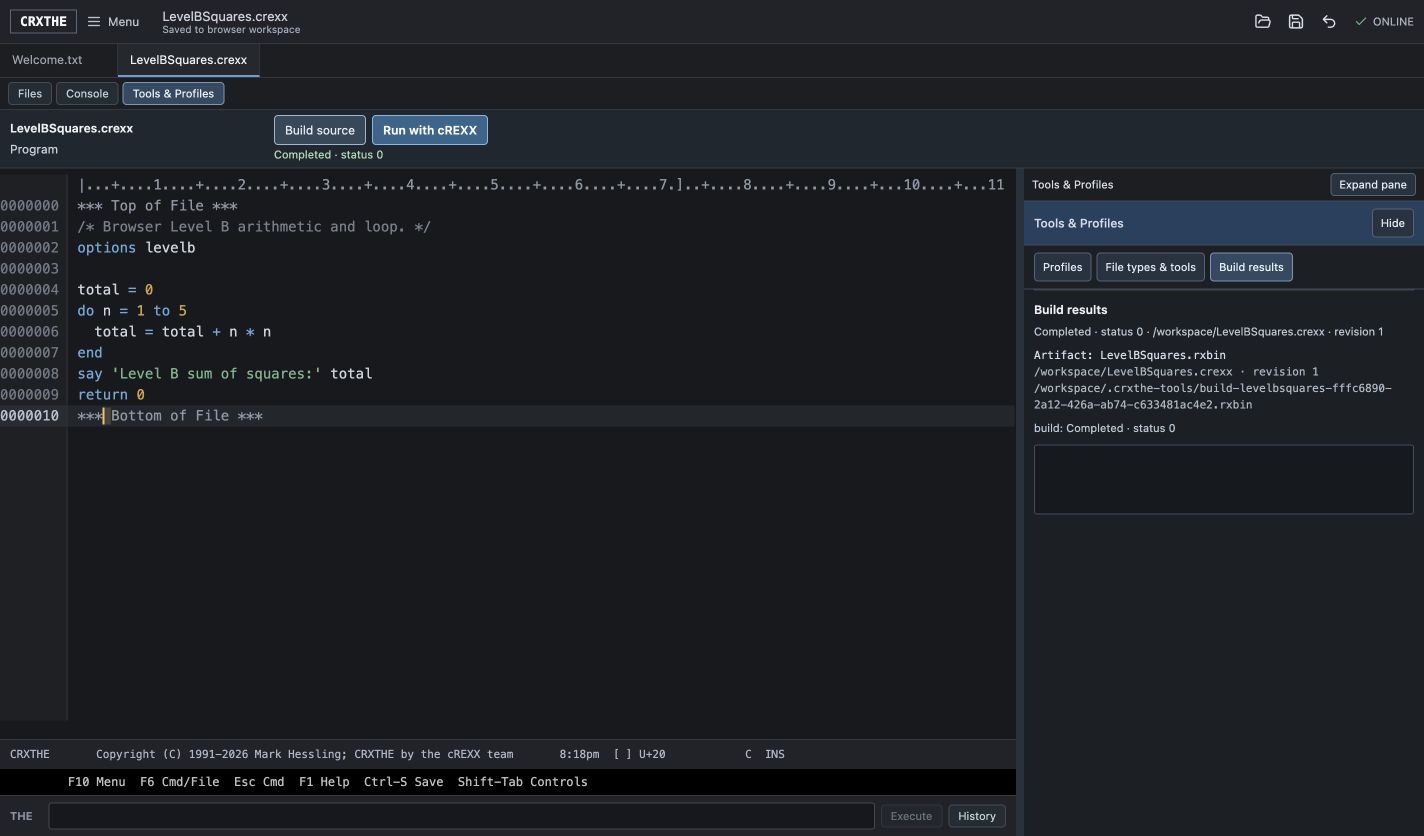 CRXTHE
Menu
LevelBSquares.crexx
Saved to browser workspace
ONLINE
Welcome.txt
LevelBSquares.crexx
Files
Console
Tools & Profiles
LevelBSquares.crexx
Program
Build source
Run with cREXX
Completed · status 0
|...+....1....+....2....+....3....+....4....+....5....+....6....+....7.]..+....8....+....9....+...10....+...11
0000000 *** Top of File ***
0000001 /* Browser Level B arithmetic and loop. */
0000002 options levelb
0000003
0000004 total = 0
0000005 do n = 1 to 5
0000006   total = total + n * n
0000007 end
0000008 say 'Level B sum of squares:' total
0000009 return 0
0000010 *** Bottom of File ***
Tools & Profiles
Expand pane
Tools & Profiles
Hide
Profiles
File types & tools
Build results
Build results
Completed · status 0 · /workspace/LevelBSquares.crexx · revision 1
Artifact: LevelBSquares.rxbin
/workspace/LevelBSquares.crexx · revision 1
/workspace/.crxthe-tools/build-levelbsquares-fffc6890-
2a12-426a-ab74-c633481ac4e2.rxbin
build: Completed · status 0
CRXTHE Copyright (C) 1991-2026 Mark Hessling; CRXTHE by the cREXX team 8:18pm [ ] U+20 C INS
F10 Menu F6 Cmd/File Esc Cmd F1 Help Ctrl-S Save Shift-Tab Controls
THE
Execute
History